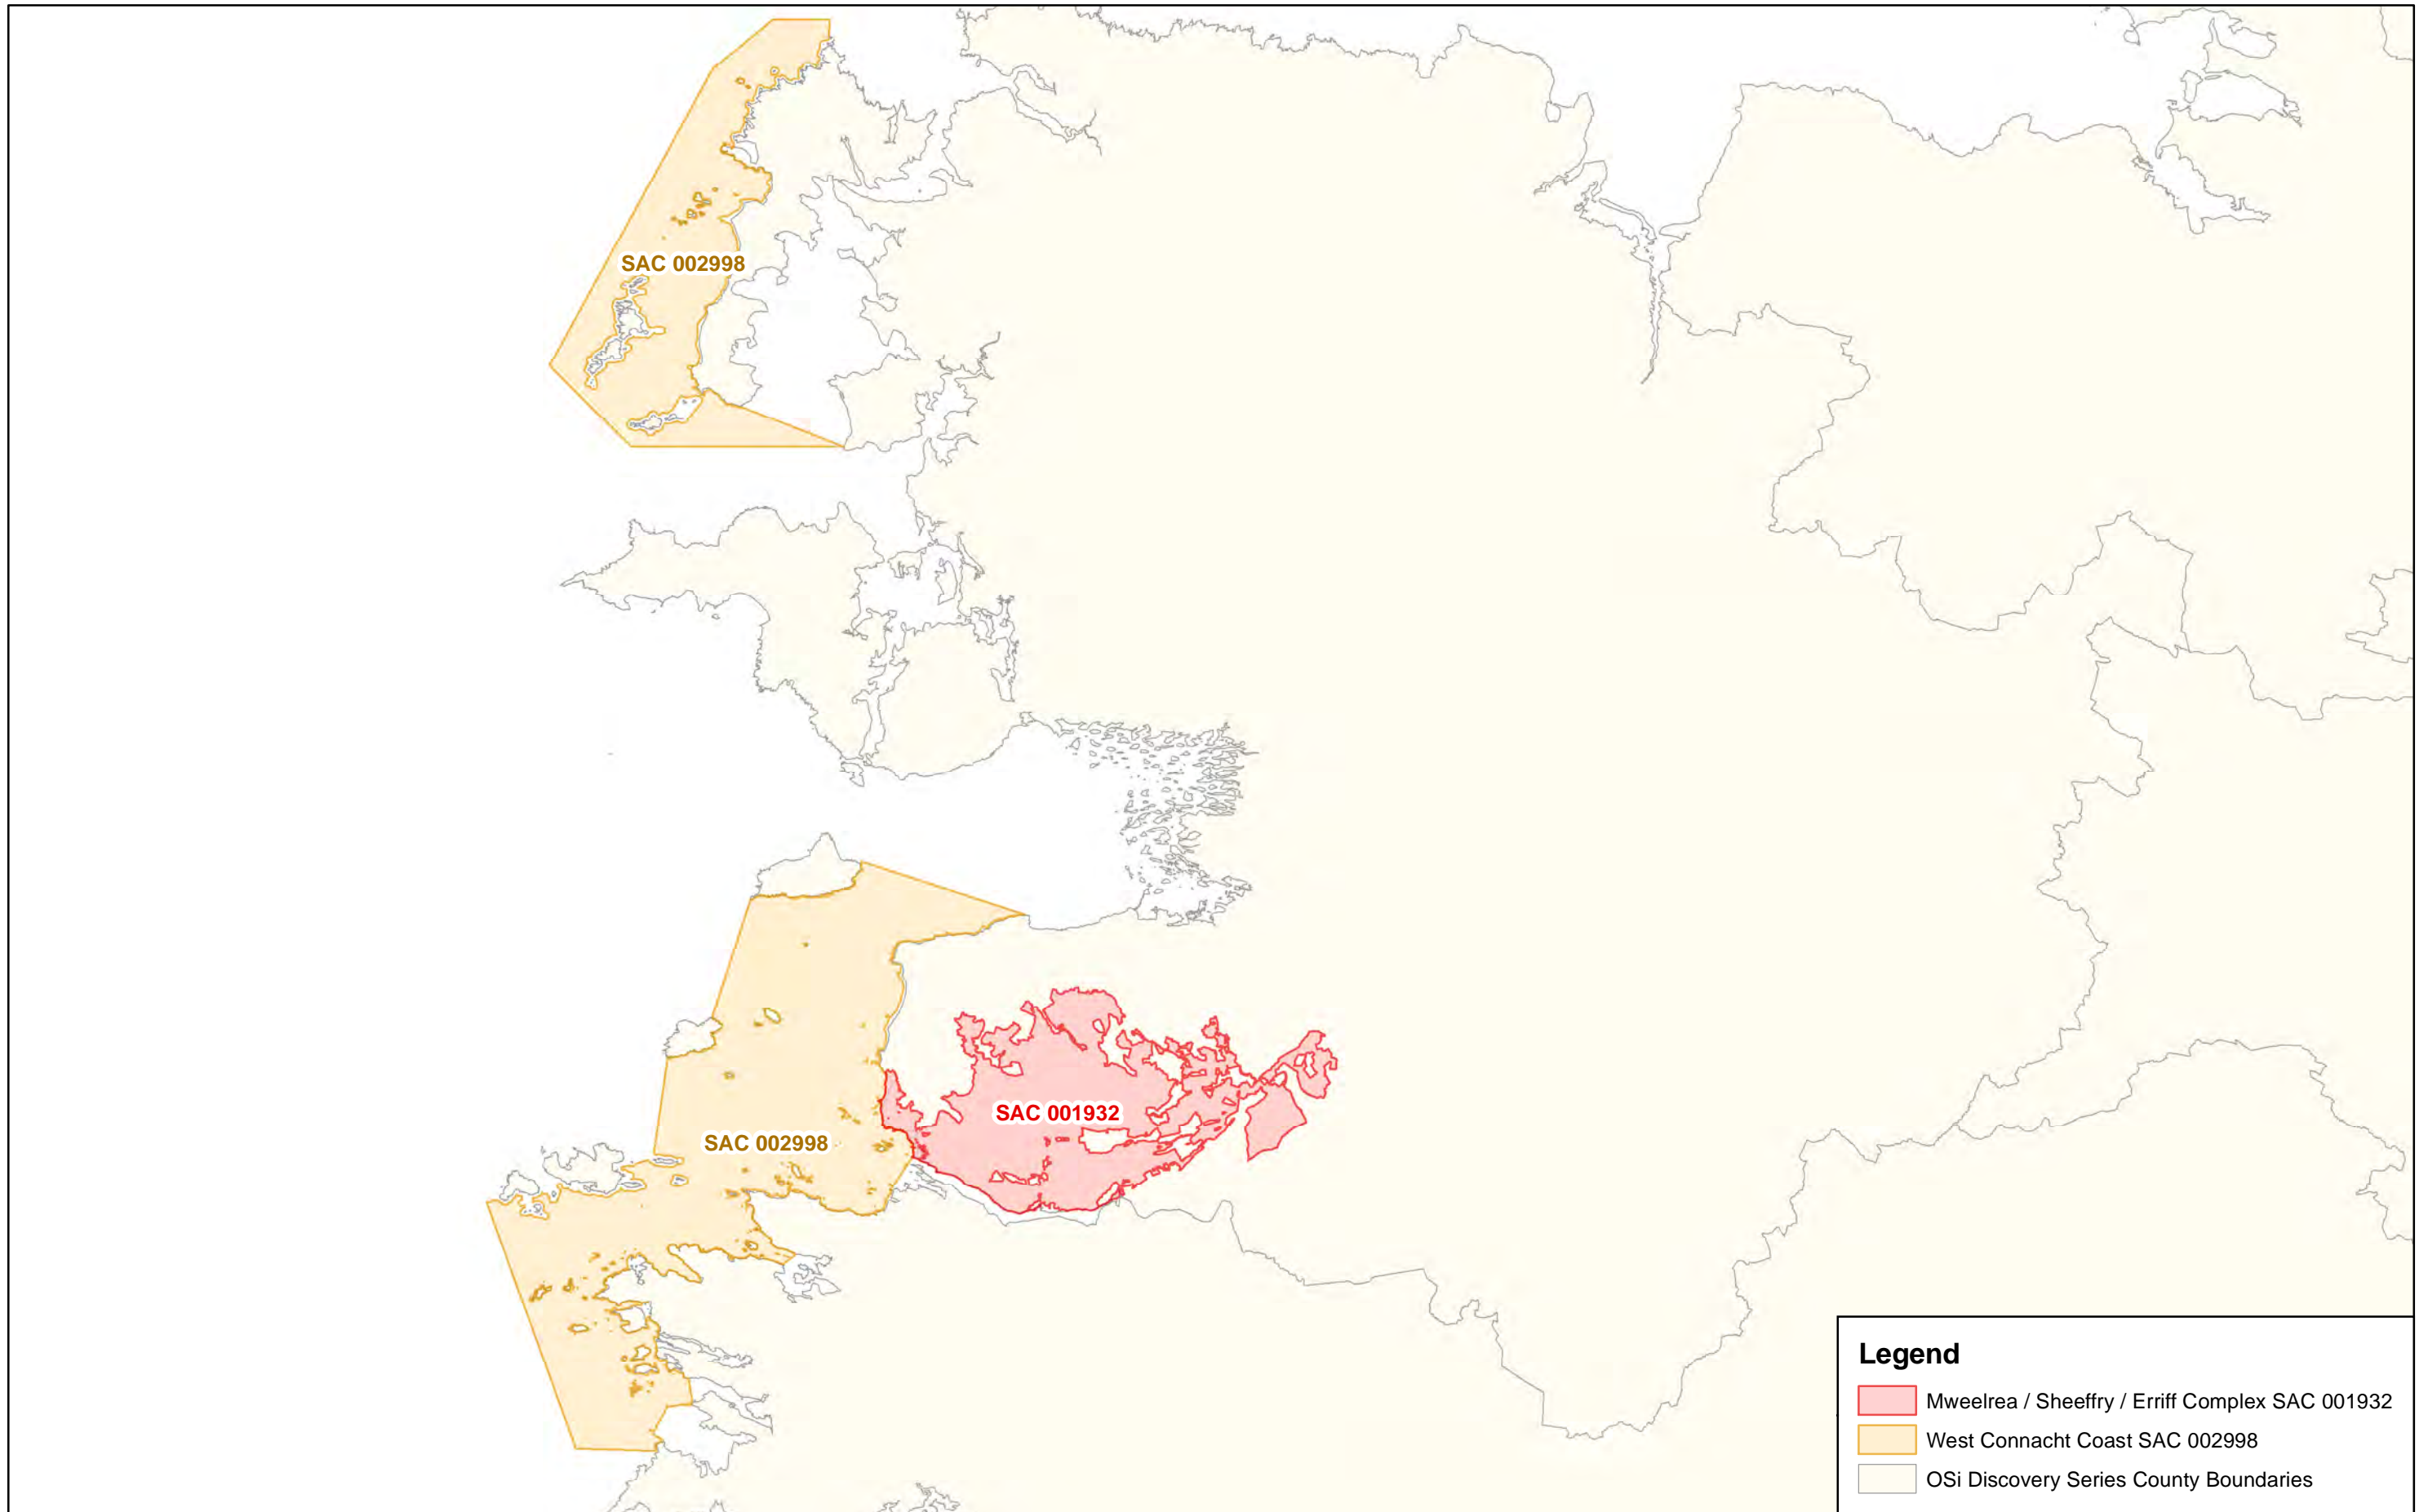 SAC 002998
SAC 001932
SAC 002998
Legend
Mweelrea / Sheeffry / Erriff Complex SAC 001932
West Connacht Coast SAC 002998
OSi Discovery Series County Boundaries